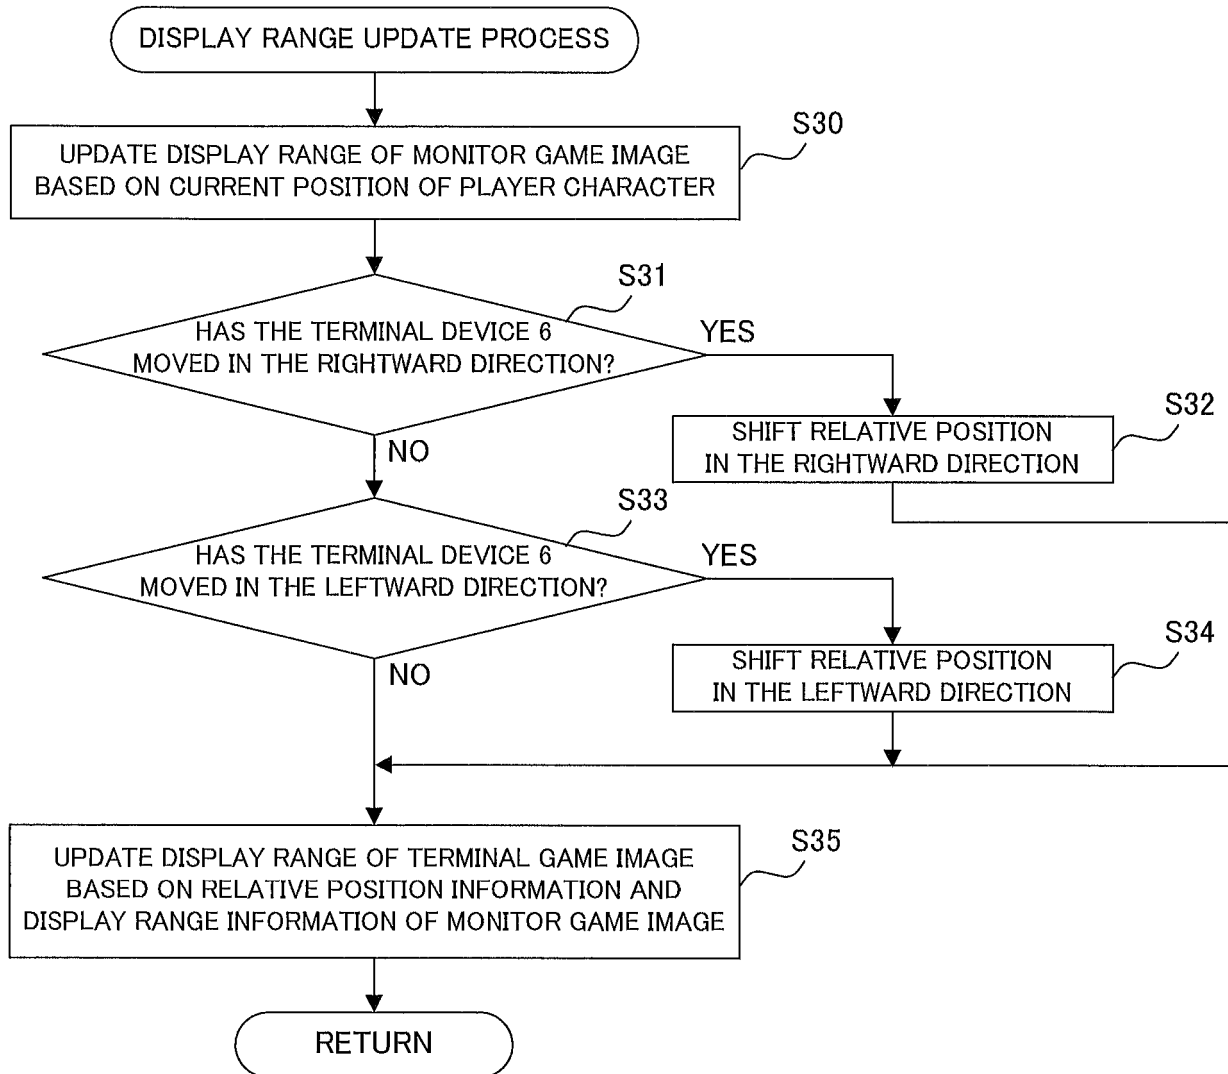 DISPLAY RANGE UPDATE PROCESS
S30
UPDATE DISPLAY RANGE OF MONITOR GAME IMAGE
BASED ON CURRENT POSITION OF PLAYER CHARACTER
S31
HAS THE TERMINAL DEVICE 6
MOVED IN THE RIGHTWARD DIRECTION?
YES
NO
S32
SHIFT RELATIVE POSITION
IN THE RIGHTWARD DIRECTION
S33
HAS THE TERMINAL DEVICE 6
MOVED IN THE LEFTWARD DIRECTION?
YES
NO
S34
SHIFT RELATIVE POSITION
IN THE LEFTWARD DIRECTION
S35
UPDATE DISPLAY RANGE OF TERMINAL GAME IMAGE
BASED ON RELATIVE POSITION INFORMATION AND
DISPLAY RANGE INFORMATION OF MONITOR GAME IMAGE
RETURN